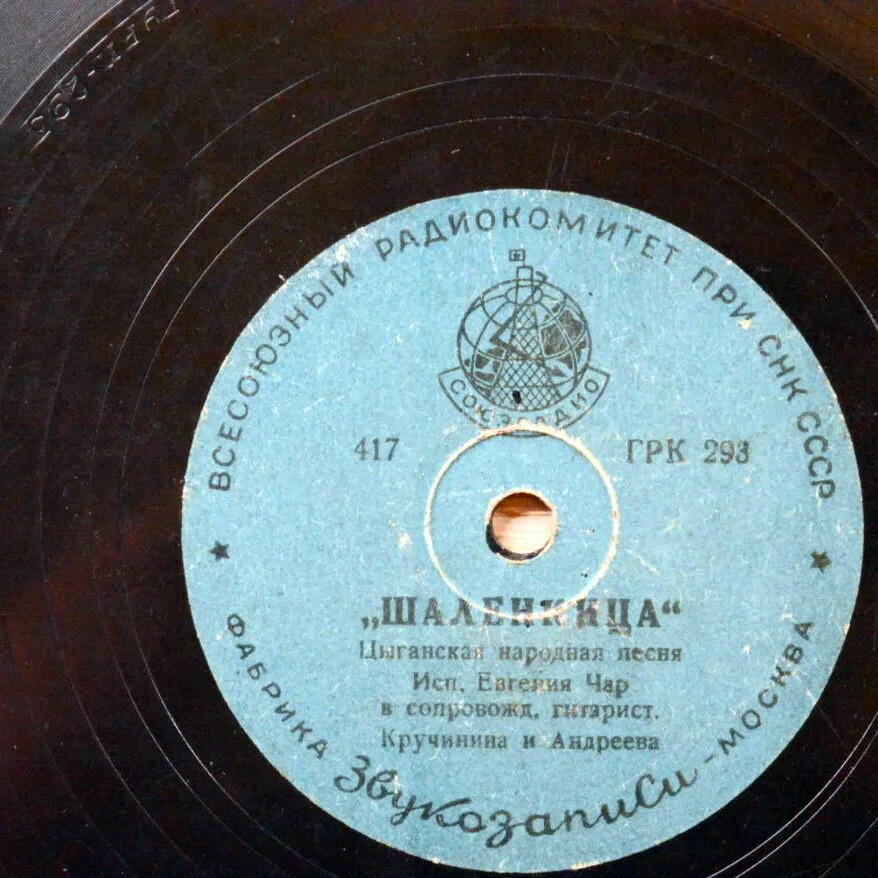 ВСЕСОЮЗНЫЙ РАДИОКОМИТЕТ ПРИ СНК СССР
СОЮЗРАДИО
417 ГРК 293
„ШАЛЕНКИЦА“
Цыганская народная песня
Исп. Евгения Чар
в сопровожд. гитарист.
Кручинина и Андреева
ФАБРИКА Звукозаписи - МОСКВА